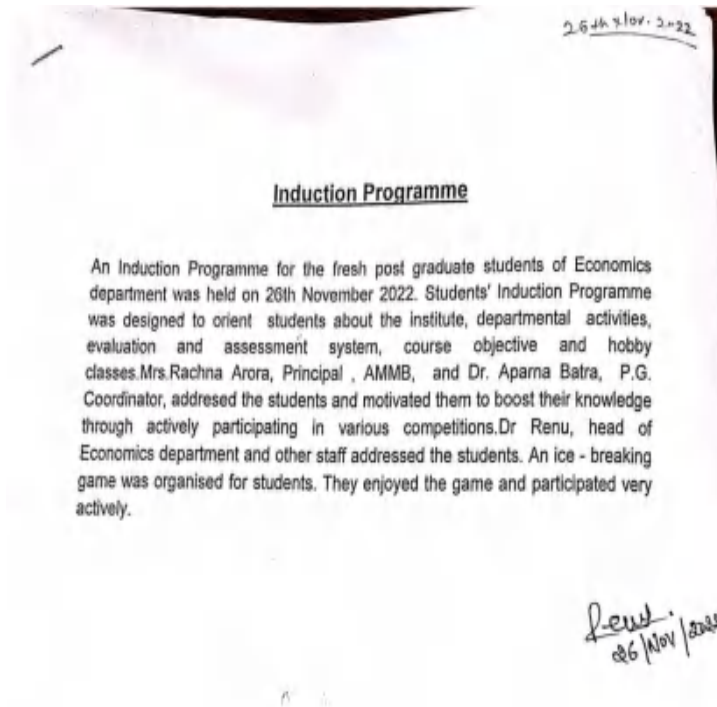 26th Nov. 2022
Induction Programme
An Induction Programme for the fresh post graduate students of Economics
department was held on 26th November 2022. Students' Induction Programme
was designed to orient students about the institute, departmental activities,
evaluation and assessment system, course objective and hobby
classes.Mrs.Rachna Arora, Principal , AMMB, and Dr. Aparna Batra, P.G.
Coordinator, addresed the students and motivated them to boost their knowledge
through actively participating in various competitions.Dr Renu, head of
Economics department and other staff addressed the students. An ice - breaking
game was organised for students. They enjoyed the game and participated very
actively.
Renu.
26/Nov/2022